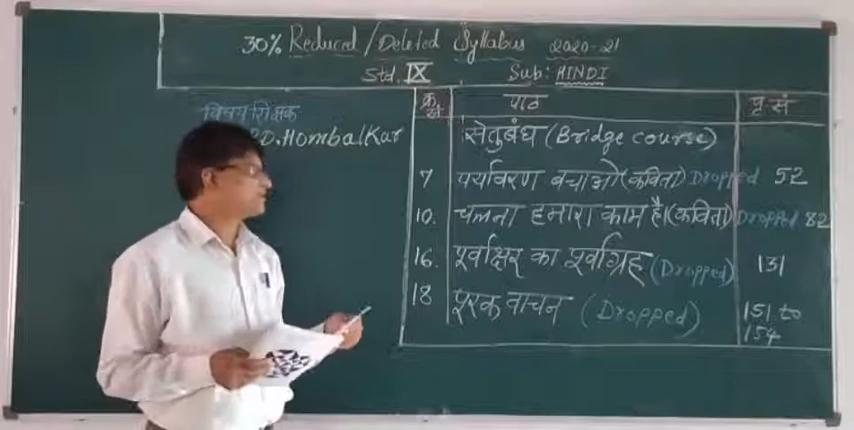 30% Reduced / Deleted Syllabus 2020-21
Std. IX Sub: HINDI
विषय शिक्षक
D. Hombalkar
क्र.सं पाठ पृ.सं
सेतुबंध (Bridge course)
7 पर्यावरण बचाओ (कविता) Dropped 52
10. चलना हमारा काम है। (कविता) Dropped 82
16. पूर्वाक्षर का पूर्वाग्रह (Dropped) 131
18 पूरक वाचन (Dropped) 151 to
154